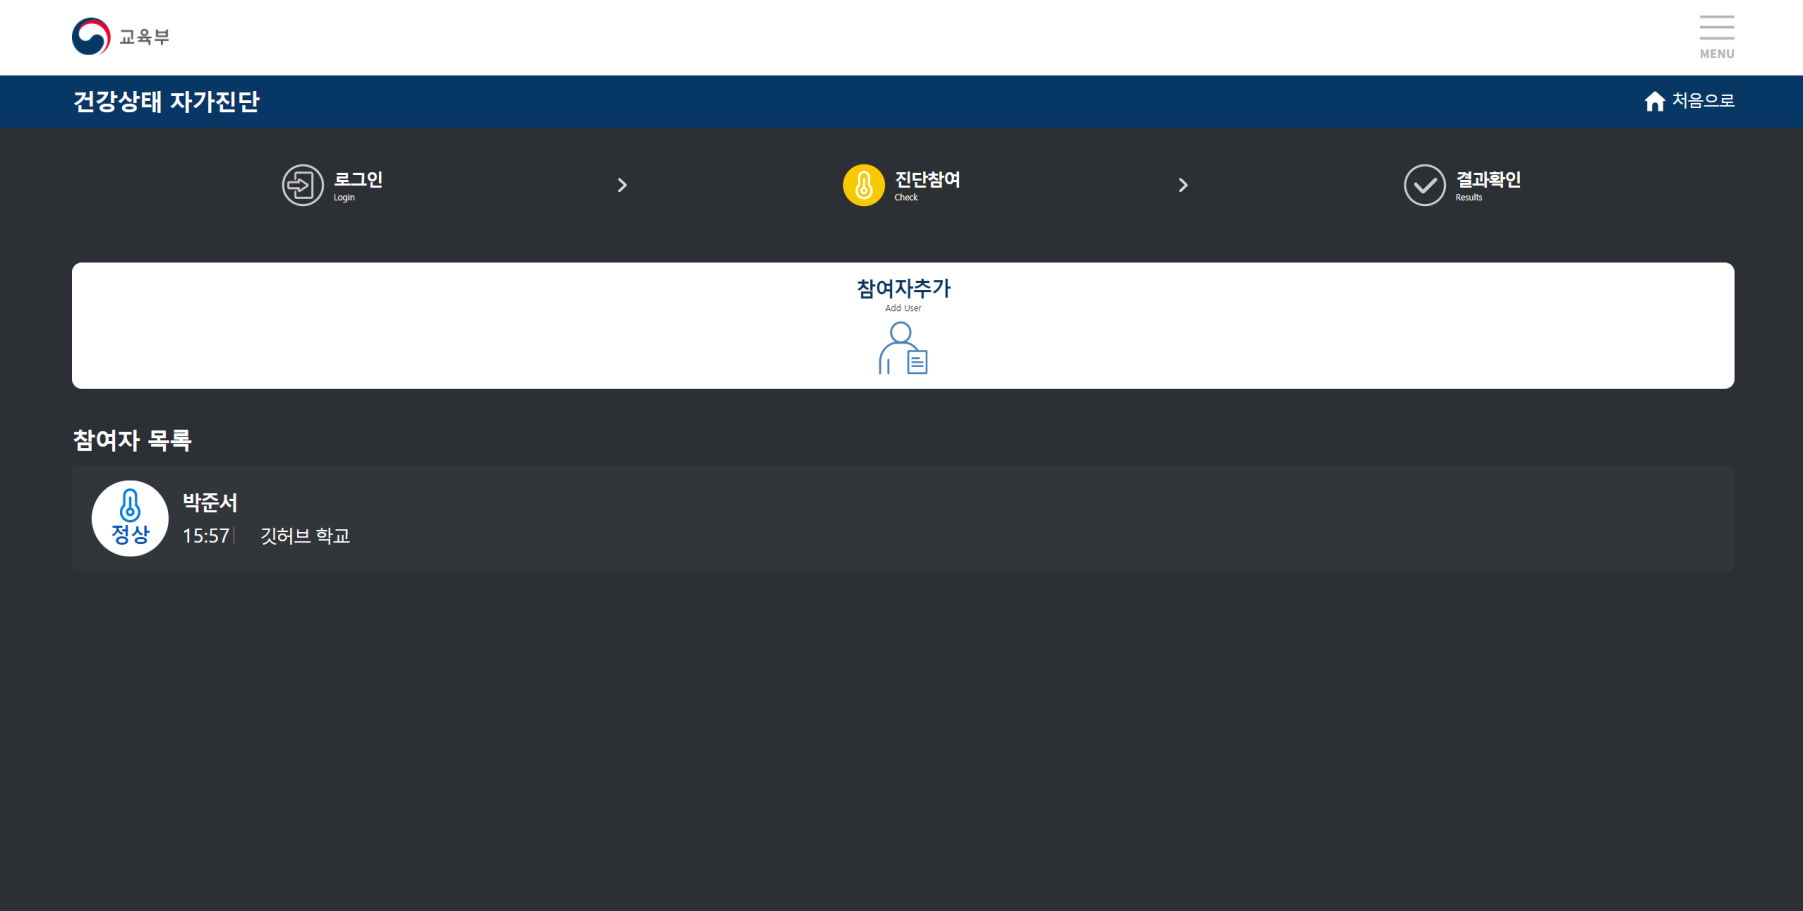 교육부
MENU
건강상태 자가진단
처음으로
로그인
Login
진단참여
Check
결과확인
Results
참여자추가
Add User
참여자 목록
정상
박준서
15:57
깃허브 학교